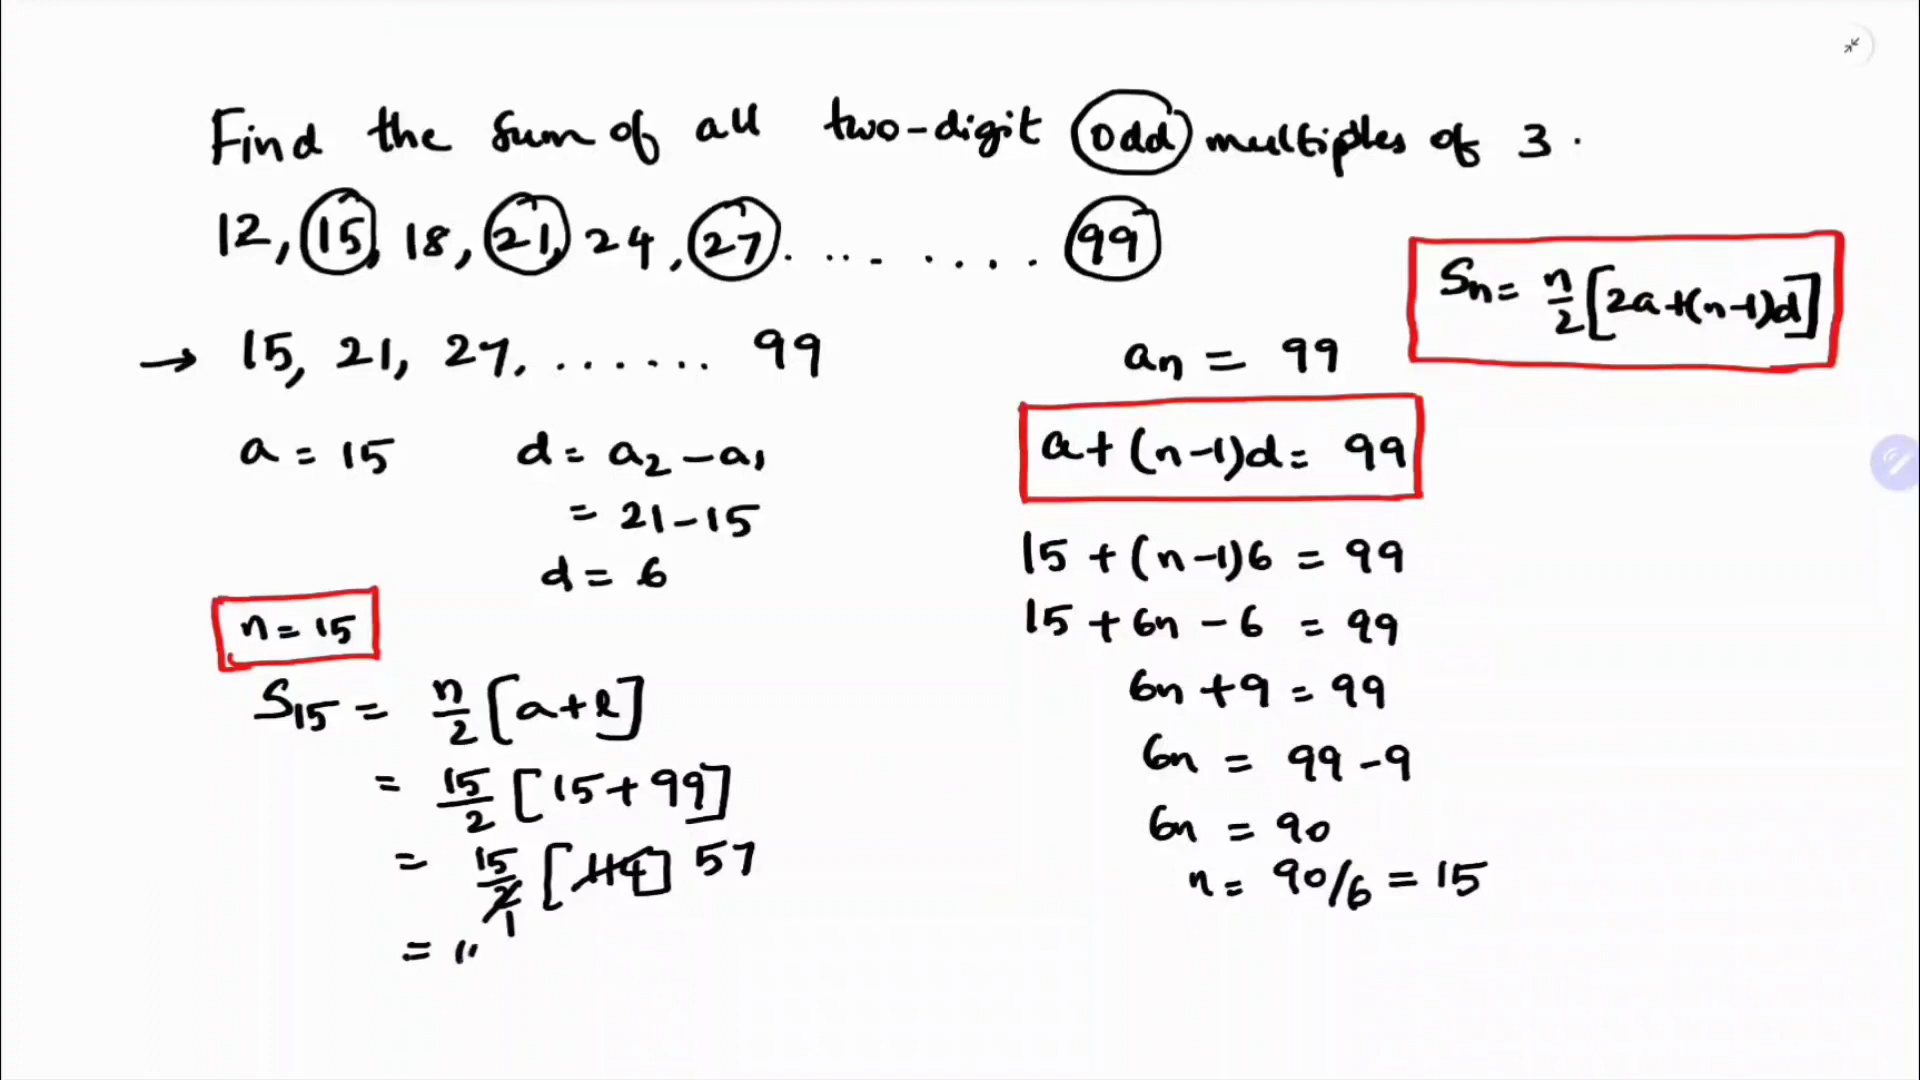 Find the sum of all two-digit odd multiples of 3.
12, 15, 18, 21, 24, 27. ... .. .... 99
Sn = n/2 [2a+(n-1)d]
→ 15, 21, 27, ...... 99
an = 99
a = 15
d = a2 - a1
= 21-15
d = 6
a+(n-1)d = 99
15 + (n-1)6 = 99
15 + 6n - 6 = 99
6n + 9 = 99
6n = 99 - 9
6n = 90
n = 90/6 = 15
n = 15
S15 = n/2 [a+l]
= 15/2 [15+99]
= 15/2 [114] 57
1
=